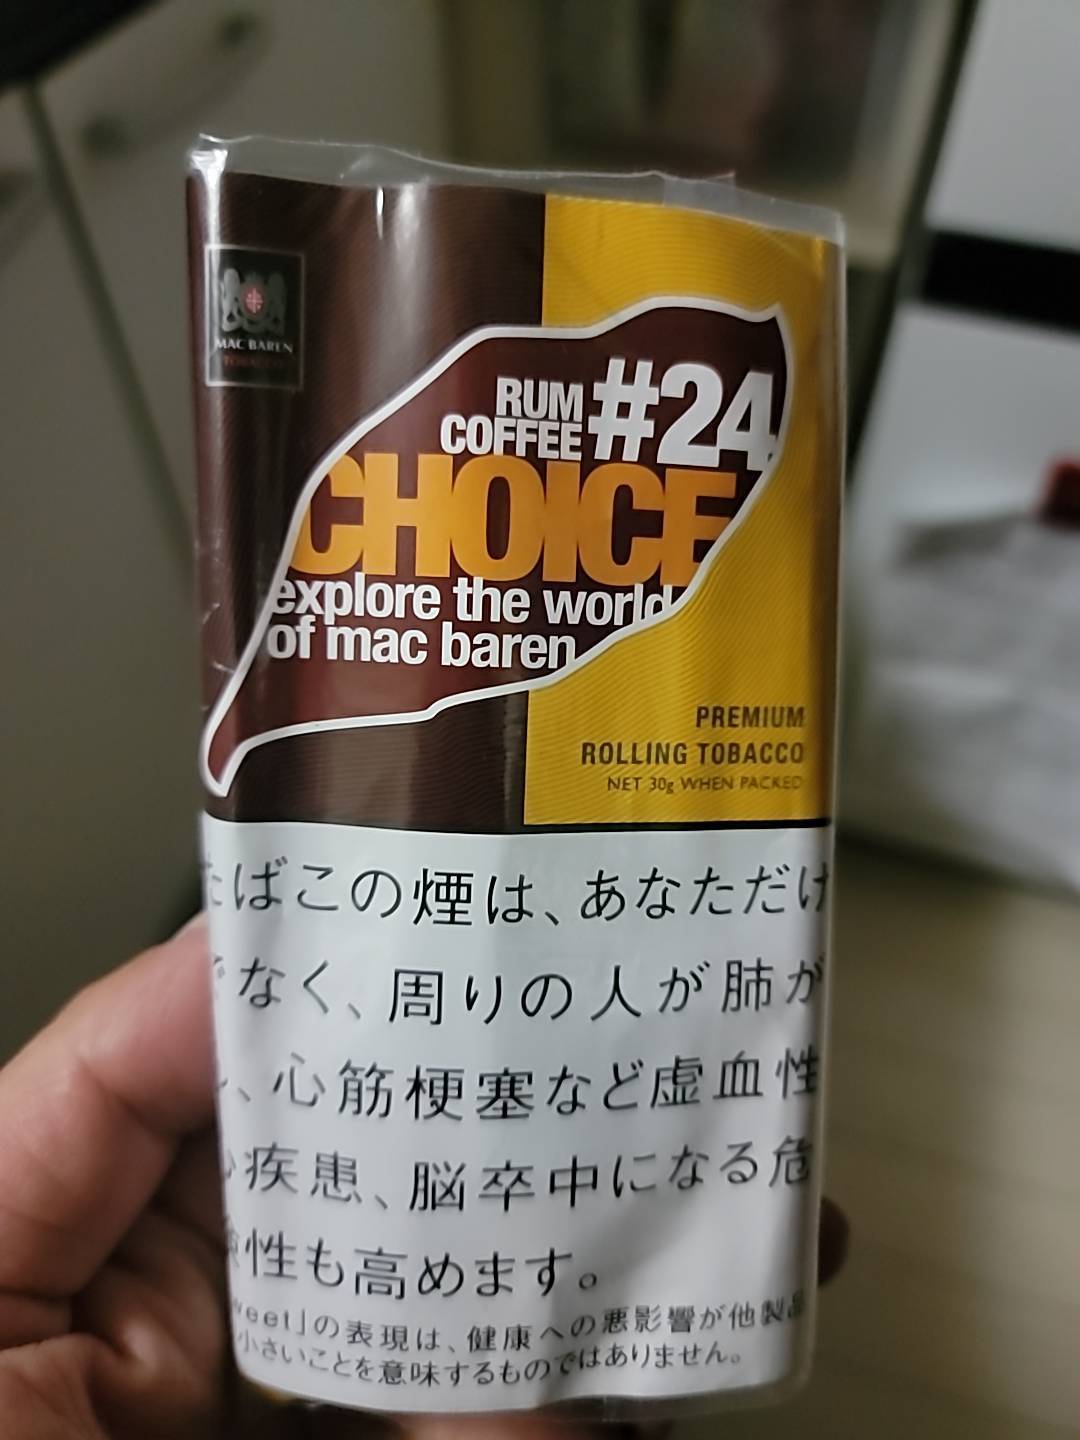 MAC BAREN
TOBACCO
RUM
COFFEE #24
CHOICE
explore the world
of mac baren
PREMIUM
ROLLING TOBACCO
NET 30g WHEN PACKED
たばこの煙は、あなただけ
でなく、周りの人が肺が
ん、心筋梗塞など虚血性
心疾患、脳卒中になる危
険性も高めます。
weet」の表現は、健康への悪影響が他製品
小さいことを意味するものではありません。